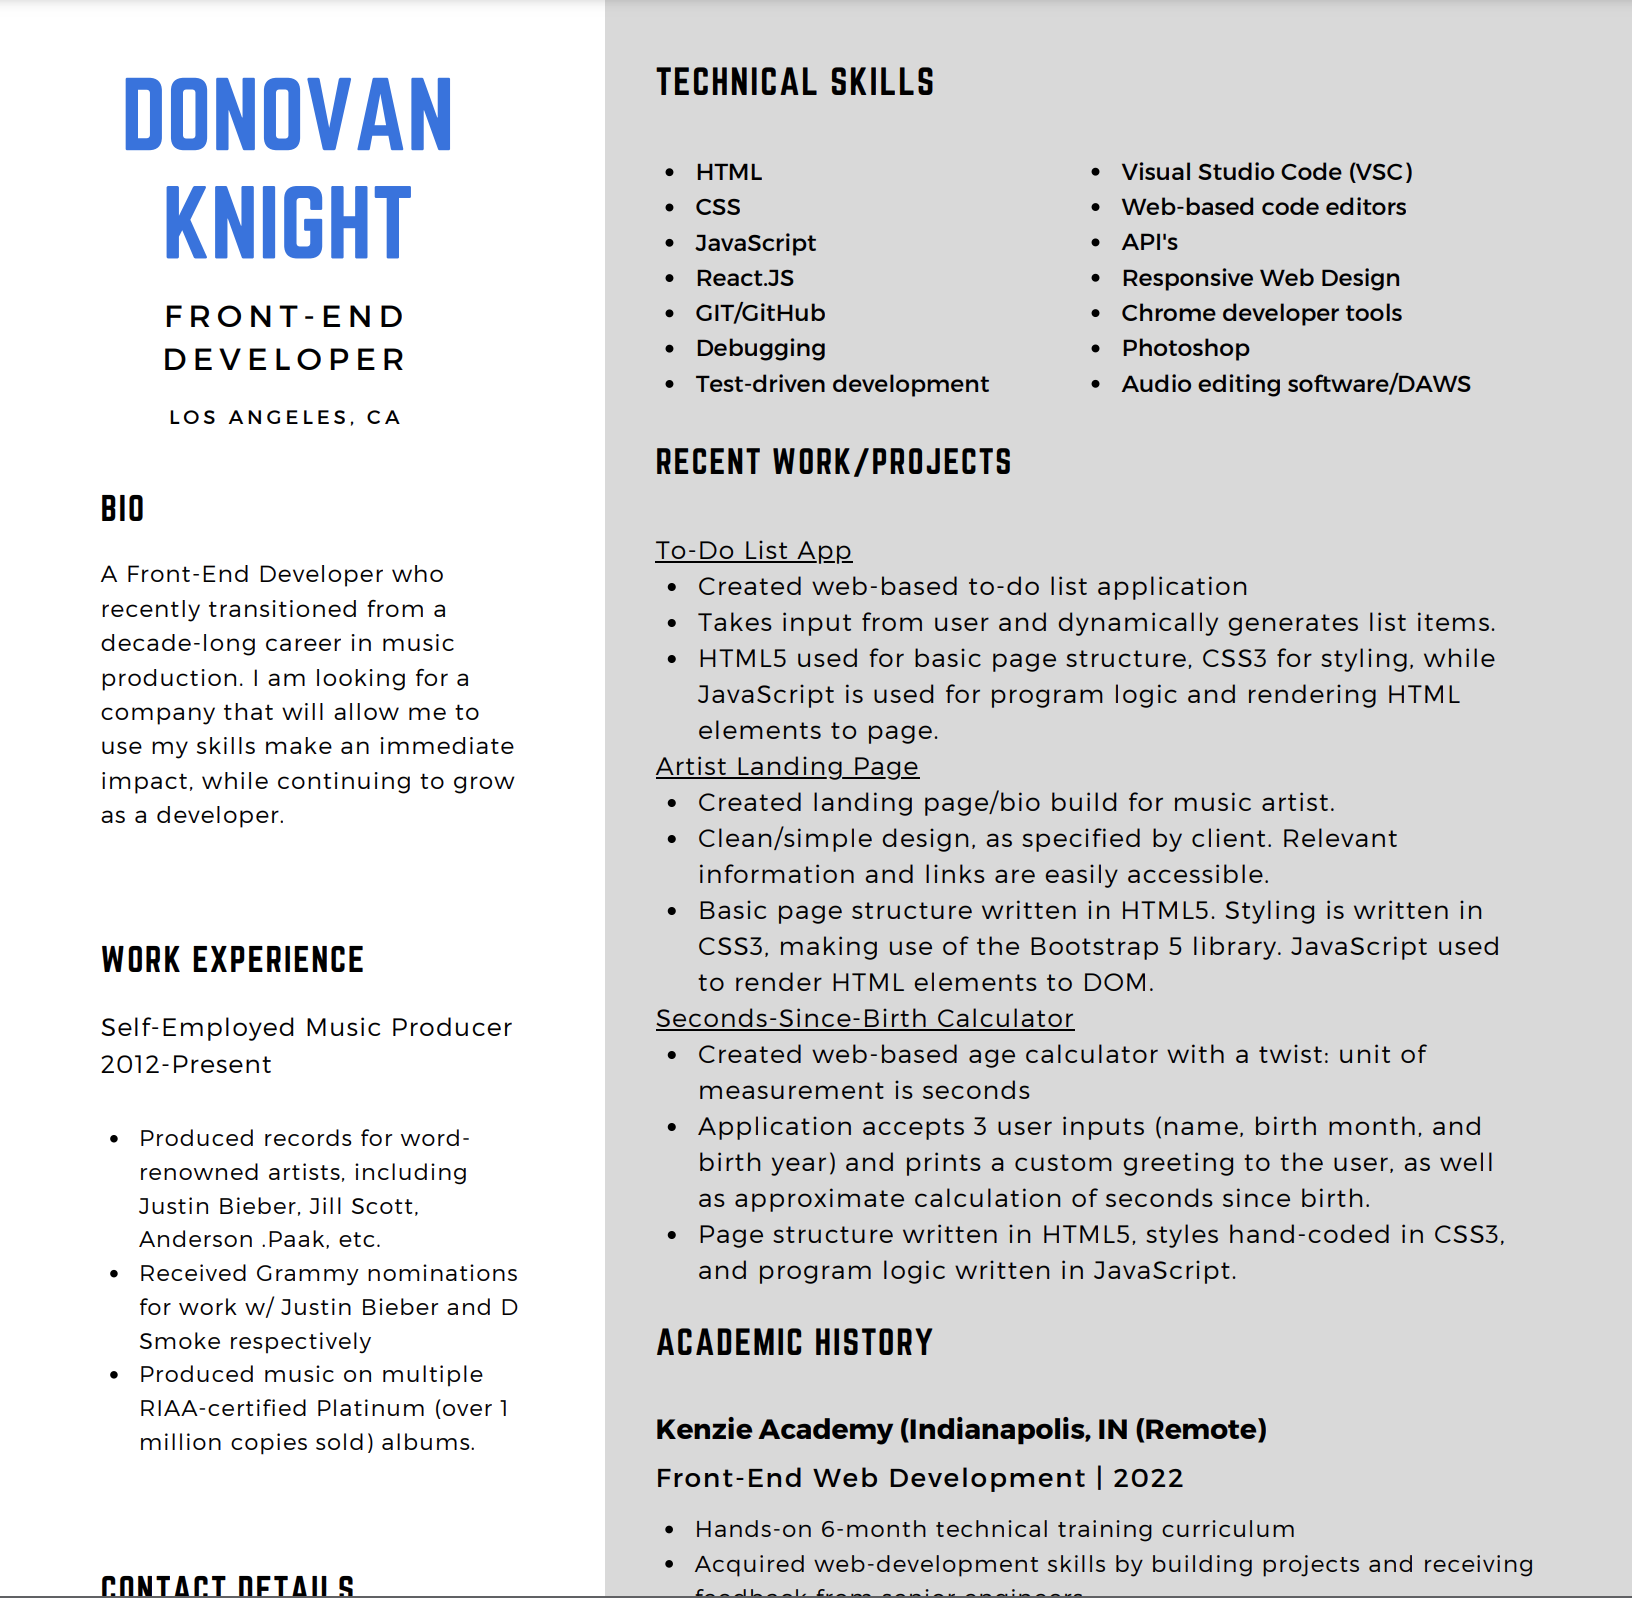 DONOVAN
KNIGHT
FRONT-END
DEVELOPER
LOS ANGELES, CA
BIO
A Front-End Developer who
recently transitioned from a
decade-long career in music
production. I am looking for a
company that will allow me to
use my skills make an immediate
impact, while continuing to grow
as a developer.
WORK EXPERIENCE
Self-Employed Music Producer
2012-Present
• Produced records for word-
renowned artists, including
Justin Bieber, Jill Scott,
Anderson .Paak, etc.
• Received Grammy nominations
for work w/ Justin Bieber and D
Smoke respectively
• Produced music on multiple
RIAA-certified Platinum (over 1
million copies sold) albums.
CONTACT DETAILS
TECHNICAL SKILLS
• HTML
• CSS
• JavaScript
• React.JS
• GIT/GitHub
• Debugging
• Test-driven development
• Visual Studio Code (VSC)
• Web-based code editors
• API's
• Responsive Web Design
• Chrome developer tools
• Photoshop
• Audio editing software/DAWS
RECENT WORK/PROJECTS
To-Do List App
• Created web-based to-do list application
• Takes input from user and dynamically generates list items.
• HTML5 used for basic page structure, CSS3 for styling, while
JavaScript is used for program logic and rendering HTML
elements to page.
Artist Landing Page
• Created landing page/bio build for music artist.
• Clean/simple design, as specified by client. Relevant
information and links are easily accessible.
• Basic page structure written in HTML5. Styling is written in
CSS3, making use of the Bootstrap 5 library. JavaScript used
to render HTML elements to DOM.
Seconds-Since-Birth Calculator
• Created web-based age calculator with a twist: unit of
measurement is seconds
• Application accepts 3 user inputs (name, birth month, and
birth year) and prints a custom greeting to the user, as well
as approximate calculation of seconds since birth.
• Page structure written in HTML5, styles hand-coded in CSS3,
and program logic written in JavaScript.
ACADEMIC HISTORY
Kenzie Academy (Indianapolis, IN (Remote)
Front-End Web Development | 2022
• Hands-on 6-month technical training curriculum
• Acquired web-development skills by building projects and receiving
feedback from senior engineers